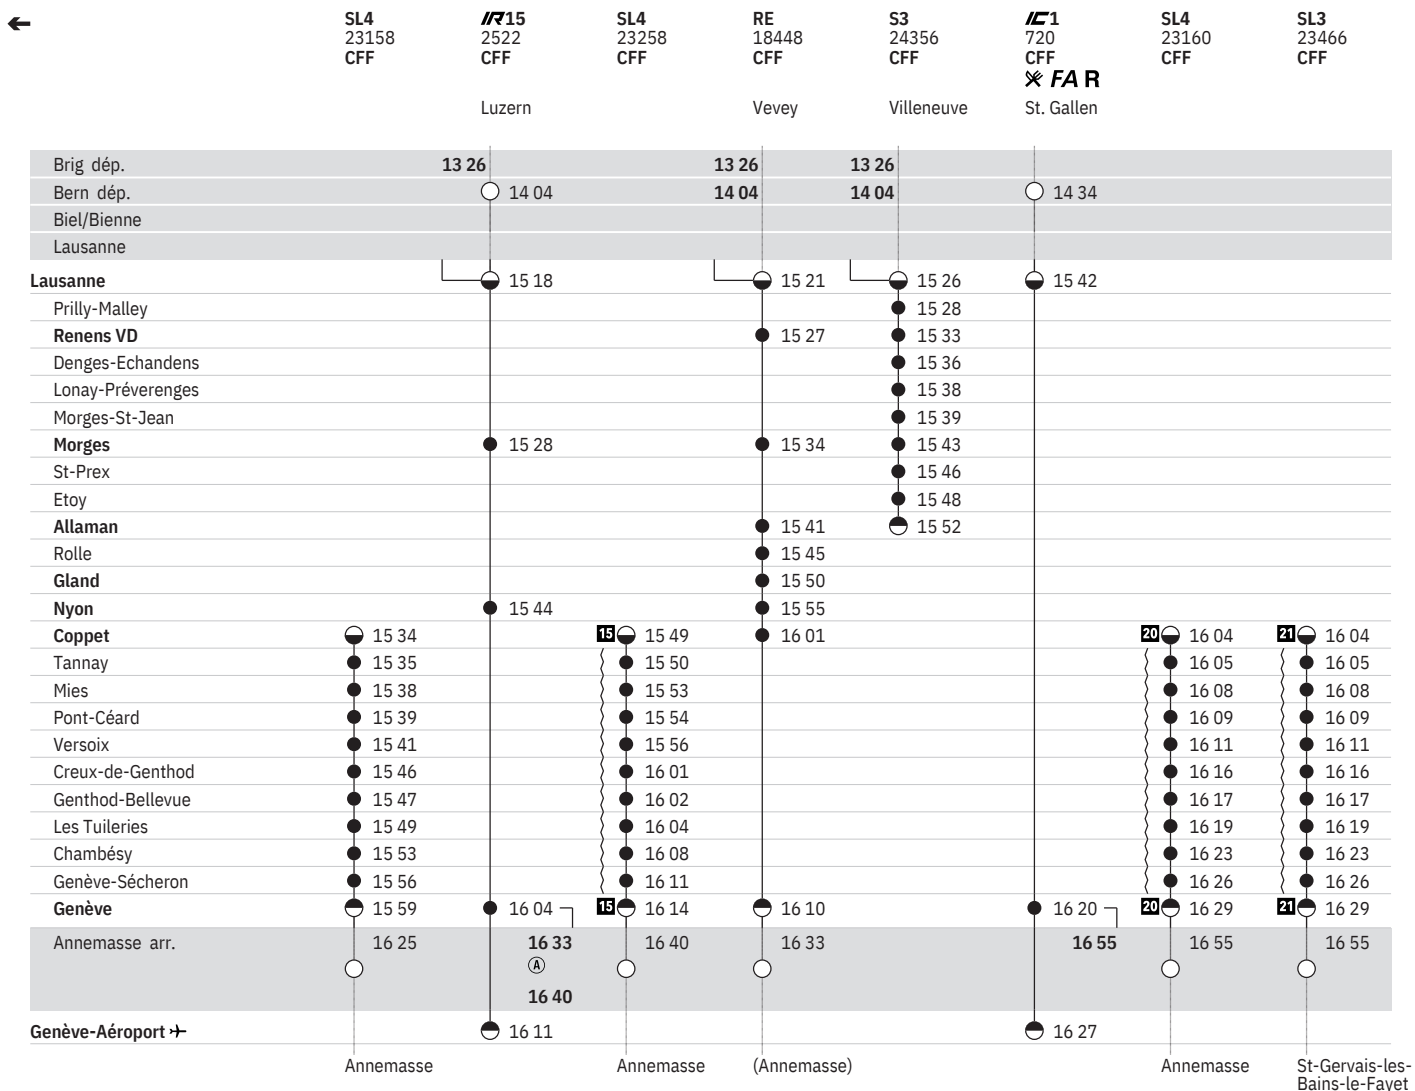 SL4 IR15 SL4 RE S3 IC1 SL4 SL3
23158 2522 23258 18448 24356 720 23160 23466
CFF CFF CFF CFF CFF CFF CFF CFF
FA R
Luzern Vevey Villeneuve St. Gallen
Brig dép. 13 26 13 26 13 26
Bern dép. 14 04 14 04 14 04 14 34
Biel/Bienne
Lausanne
Lausanne 15 18 15 21 15 26 15 42
Prilly-Malley 15 28
Renens VD 15 27 15 33
Denges-Echandens 15 36
Lonay-Préverenges 15 38
Morges-St-Jean 15 39
Morges 15 28 15 34 15 43
St-Prex 15 46
Etoy 15 48
Allaman 15 41 15 52
Rolle 15 45
Gland 15 50
Nyon 15 44 15 55
Coppet 15 34 15 15 49 16 01 20 16 04 21 16 04
Tannay 15 35 15 50 16 05 16 05
Mies 15 38 15 53 16 08 16 08
Pont-Céard 15 39 15 54 16 09 16 09
Versoix 15 41 15 56 16 11 16 11
Creux-de-Genthod 15 46 16 01 16 16 16 16
Genthod-Bellevue 15 47 16 02 16 17 16 17
Les Tuileries 15 49 16 04 16 19 16 19
Chambésy 15 53 16 08 16 23 16 23
Genève-Sécheron 15 56 16 11 16 26 16 26
Genève 15 59 16 04 15 16 14 16 10 16 20 20 16 29 21 16 29
Annemasse arr. 16 25 16 33 16 40 16 33 16 55 16 55 16 55
A
16 40
Genève-Aéroport 16 11 16 27
Annemasse Annemasse (Annemasse) Annemasse St-Gervais-les-
Bains-le-Fayet